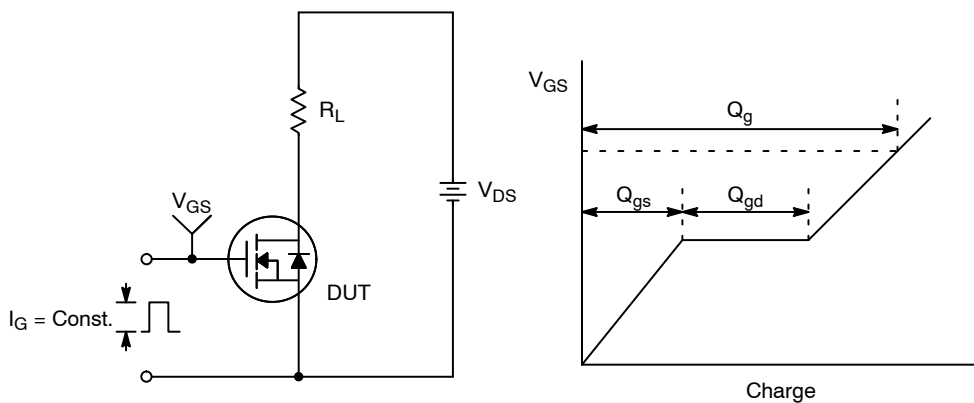 R_L
V_GS
V_DS
DUT
I_G = Const.
V_GS
Q_g
Q_gs
Q_gd
Charge